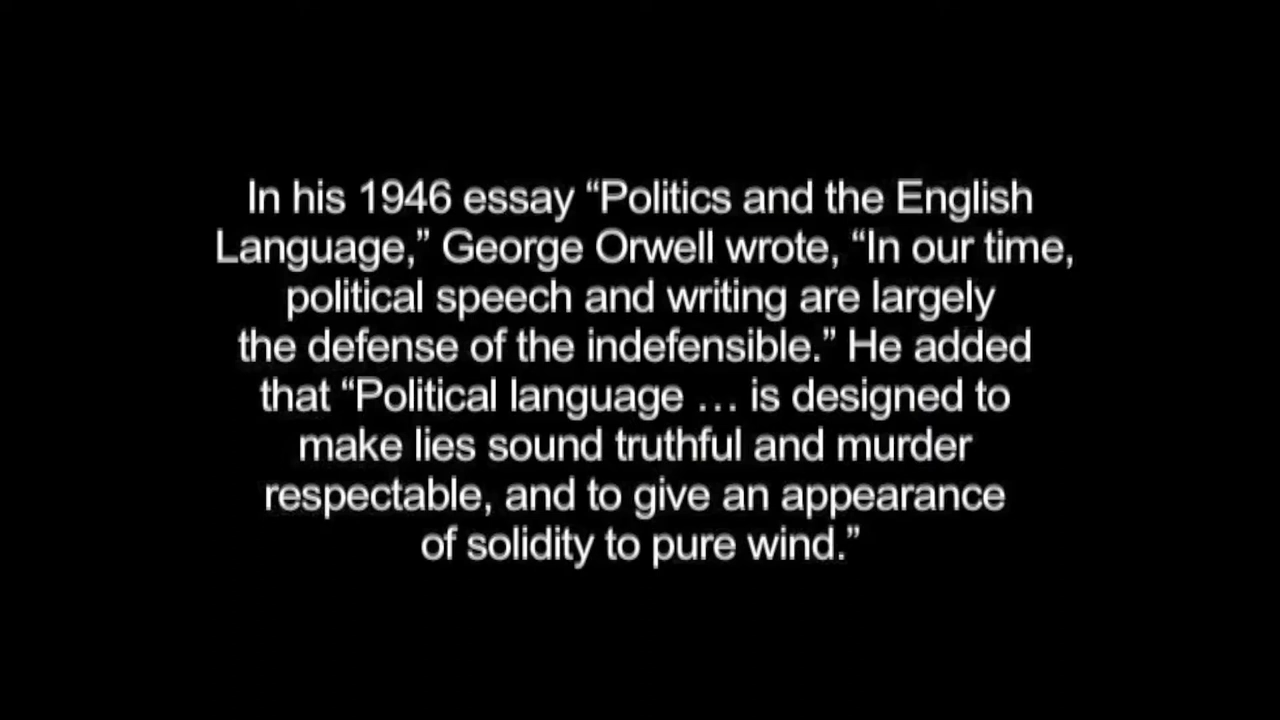 In his 1946 essay “Politics and the English
Language,” George Orwell wrote, “In our time,
political speech and writing are largely
the defense of the indefensible.” He added
that “Political language … is designed to
make lies sound truthful and murder
respectable, and to give an appearance
of solidity to pure wind.”